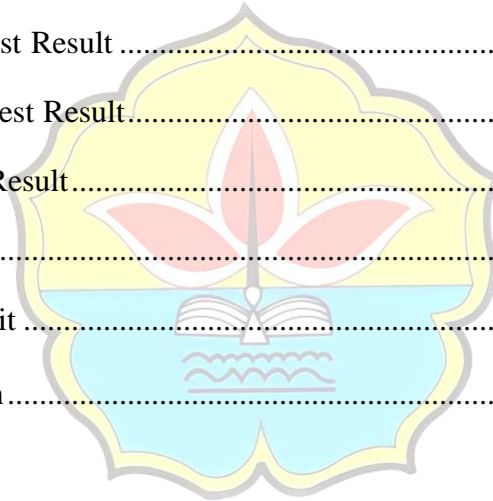 st Result ................................................
est Result................................................
Result.......................................................
................................................................
it ..............................................................
................................................................